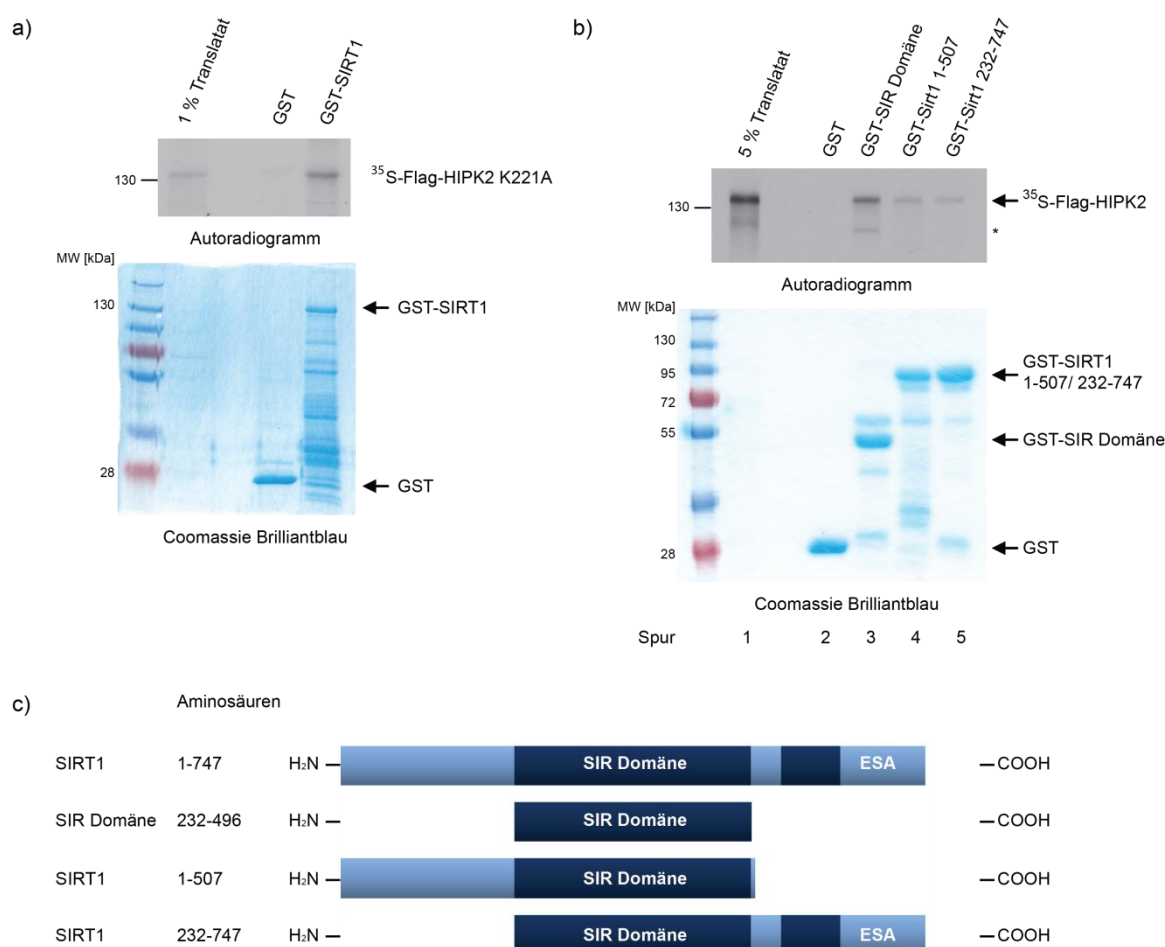 a)
1 % Translatat
GST
GST-SIRT1
130
³⁵S-Flag-HIPK2 K221A
Autoradiogramm
MW [kDa]
130
28
GST-SIRT1
GST
Coomassie Brilliantblau
b)
5 % Translatat
GST
GST-SIR Domäne
GST-Sirt1 1-507
GST-Sirt1 232-747
130
³⁵S-Flag-HIPK2
*
Autoradiogramm
MW [kDa]
130
95
72
55
28
GST-SIRT1
1-507/ 232-747
GST-SIR Domäne
GST
Coomassie Brilliantblau
Spur 1 2 3 4 5
c)
Aminosäuren
SIRT1 1-747 H₂N SIR Domäne ESA COOH
SIR Domäne 232-496 H₂N SIR Domäne COOH
SIRT1 1-507 H₂N SIR Domäne COOH
SIRT1 232-747 H₂N SIR Domäne ESA COOH